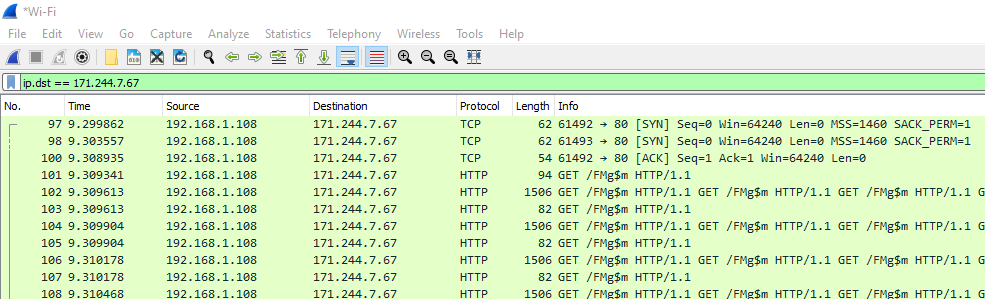 *Wi-Fi
File Edit View Go Capture Analyze Statistics Telephony Wireless Tools Help
ip.dst == 171.244.7.67
No. Time Source Destination Protocol Length Info
97 9.299862 192.168.1.108 171.244.7.67 TCP 62 61492 → 80 [SYN] Seq=0 Win=64240 Len=0 MSS=1460 SACK_PERM=1
98 9.303557 192.168.1.108 171.244.7.67 TCP 62 61493 → 80 [SYN] Seq=0 Win=64240 Len=0 MSS=1460 SACK_PERM=1
100 9.308935 192.168.1.108 171.244.7.67 TCP 54 61492 → 80 [ACK] Seq=1 Ack=1 Win=64240 Len=0
101 9.309341 192.168.1.108 171.244.7.67 HTTP 94 GET /FMg$m HTTP/1.1
102 9.309613 192.168.1.108 171.244.7.67 HTTP 1506 GET /FMg$m HTTP/1.1 GET /FMg$m HTTP/1.1 GET /FMg$m HTTP/1.1 G
103 9.309613 192.168.1.108 171.244.7.67 HTTP 82 GET /FMg$m HTTP/1.1
104 9.309904 192.168.1.108 171.244.7.67 HTTP 1506 GET /FMg$m HTTP/1.1 GET /FMg$m HTTP/1.1 GET /FMg$m HTTP/1.1 G
105 9.309904 192.168.1.108 171.244.7.67 HTTP 82 GET /FMg$m HTTP/1.1
106 9.310178 192.168.1.108 171.244.7.67 HTTP 1506 GET /FMg$m HTTP/1.1 GET /FMg$m HTTP/1.1 GET /FMg$m HTTP/1.1 G
107 9.310178 192.168.1.108 171.244.7.67 HTTP 82 GET /FMg$m HTTP/1.1
108 9.310468 192.168.1.108 171.244.7.67 HTTP 1506 GET /FMg$m HTTP/1.1 GET /FMg$m HTTP/1.1 GET /FMg$m HTTP/1.1 G